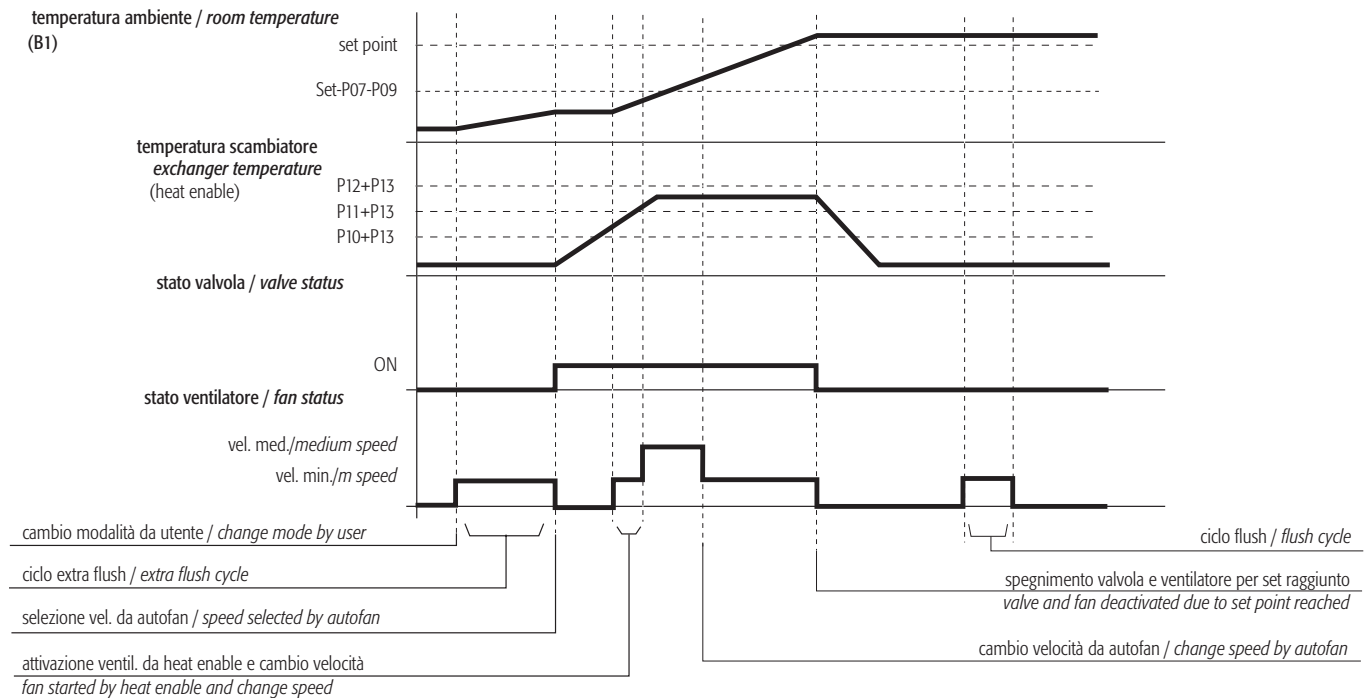 temperatura ambiente / room temperature
(B1)
set point
Set-P07-P09
temperatura scambiatore
exchanger temperature
(heat enable)
P12+P13
P11+P13
P10+P13
stato valvola / valve status
ON
stato ventilatore / fan status
vel. med./medium speed
vel. min./m speed
cambio modalità da utente / change mode by user
ciclo extra flush / extra flush cycle
selezione vel. da autofan / speed selected by autofan
attivazione ventil. da heat enable e cambio velocità
fan started by heat enable and change speed
ciclo flush / flush cycle
spegnimento valvola e ventilatore per set raggiunto
valve and fan deactivated due to set point reached
cambio velocità da autofan / change speed by autofan